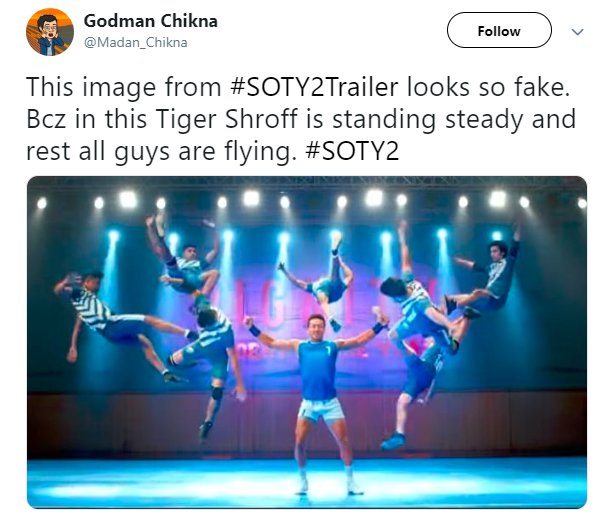 Godman Chikna
@Madan_Chikna
Follow
This image from #SOTY2Trailer looks so fake.
Bcz in this Tiger Shroff is standing steady and
rest all guys are flying. #SOTY2